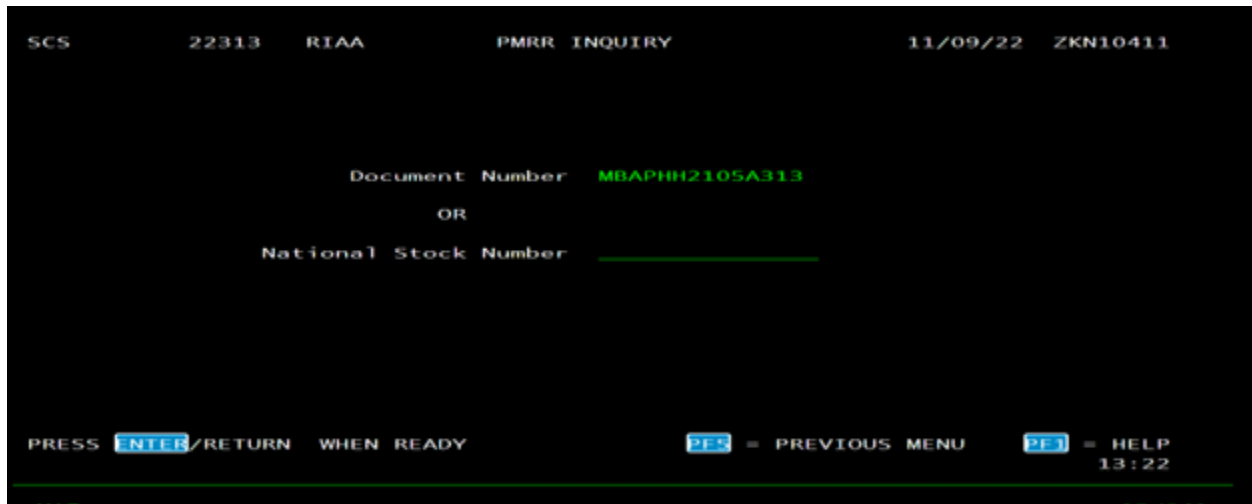 SCS 22313 RIAA PMRR INQUIRY 11/09/22 ZKN10411
Document Number MBAPHH2105A313
OR
National Stock Number
PRESS ENTER/RETURN WHEN READY PF5 = PREVIOUS MENU PF1 = HELP
13:22